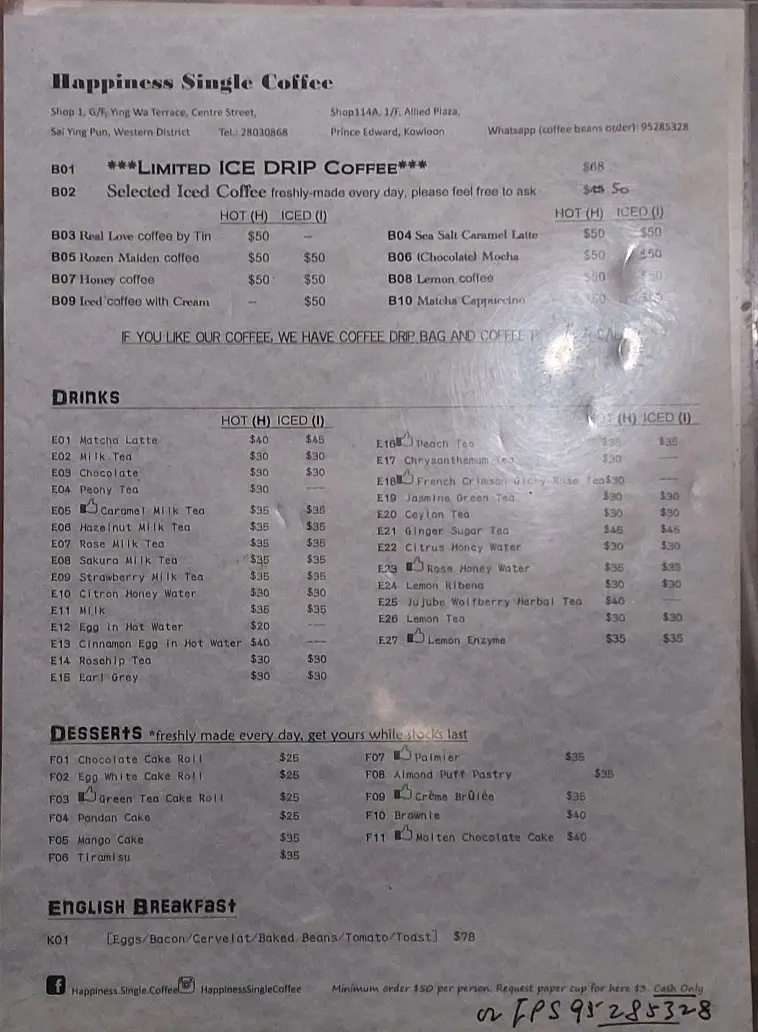 Happiness Single Coffee
Shop 1, G/F, Ying Wa Terrace, Centre Street, Shop114A, 1/F, Allied Plaza,
Sai Ying Pun, Western District Tel.: 28030868 Prince Edward, Kowloon Whatsapp (coffee beans order): 95285328
B01 ***LIMITED ICE DRIP COFFEE*** $68
B02 Selected Iced Coffee freshly-made every day, please feel free to ask 50
HOT (H) ICED (I) HOT (H) ICED (I)
B03 Real Love coffee by Tin $50 – B04 Sea Salt Caramel Latte $50 $50
B05 Rozen Maiden coffee $50 $50 B06 (Chocolate) Mocha $50 $50
B07 Honey coffee $50 $50 B08 Lemon coffee
B09 Iced coffee with Cream – $50 B10 Matcha Cappuccino
IF YOU LIKE OUR COFFEE, WE HAVE COFFEE DRIP BAG AND COFFEE
DRINKS
HOT (H) ICED (I) HOT (H) ICED (I)
E01 Matcha Latte $40 $45 E16 Peach Tea $35 $35
E02 Milk Tea $30 $30 E17 Chrysanthemum Tea $30 ----
E03 Chocolate $30 $30 E18 French Crimson Glory Rose Tea $30 ----
E04 Peony Tea $30 ---- E19 Jasmine Green Tea $30 $30
E05 Caramel Milk Tea $35 $35 E20 Ceylon Tea $30 $30
E06 Hazelnut Milk Tea $35 $35 E21 Ginger Sugar Tea $45 $45
E07 Rose Milk Tea $35 $35 E22 Citrus Honey Water $30 $30
E08 Sakura Milk Tea $35 $35 E23 Rose Honey Water $35 $35
E09 Strawberry Milk Tea $35 $35 E24 Lemon Ribena $30 $30
E10 Citron Honey Water $30 $30 E25 Jujube Wolfberry Herbal Tea $40 ----
E11 Milk $35 $35 E26 Lemon Tea $30 $30
E12 Egg in Hot Water $20 ---- E27 Lemon Enzyme $35 $35
E13 Cinnamon Egg in Hot Water $40 ----
E14 Rosehip Tea $30 $30
E15 Earl Grey $30 $30
DESSERTS *freshly made every day, get yours while stocks last
F01 Chocolate Cake Roll $25 F07 Palmier $35
F02 Egg White Cake Roll $25 F08 Almond Puff Pastry $35
F03 Green Tea Cake Roll $25 F09 Crème Brûlée $35
F04 Pandan Cake $25 F10 Brownie $40
F05 Mango Cake $35 F11 Molten Chocolate Cake $40
F06 Tiramisu $35
ENGLISH BREAKFAST
K01 [Eggs/Bacon/Cervelat/Baked Beans/Tomato/Toast] $78
Happiness.Single.Coffee HappinessSingleCoffee Minimum order $50 per person. Request paper cup for here $3. Cash Only
or FPS 95285328